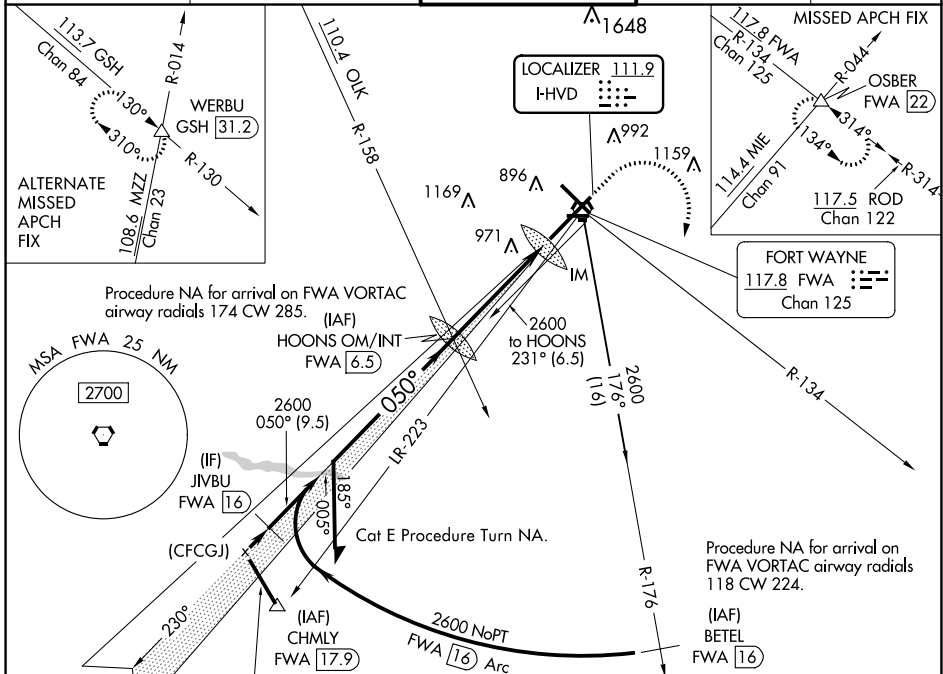 113.7 GSH
Chan 84
R-014
130°
310°
WERBU
GSH 31.2
R-130
ALTERNATE
MISSED
APCH
FIX
108.6 MZZ
Chan 23
110.4 OLK
R-158
1648
LOCALIZER 111.9
I-HVD
992
1159
896
1169
971
IM
MISSED APCH FIX
117.8 FWA
R-134
Chan 125
R-044
OSBER
FWA 22
314°
134°
R-314
114.4 MIE
Chan 91
117.5 ROD
Chan 122
FORT WAYNE
117.8 FWA
Chan 125
Procedure NA for arrival on FWA VORTAC
airway radials 174 CW 285.
(IAF)
HOONS OM/INT
FWA 6.5
2600
to HOONS
231° (6.5)
MSA FWA 25 NM
2700
2600
050° (9.5)
050°
LR-223
2600
176°
(16)
R-134
(IF)
JIVBU
FWA 16
185°
005°
Cat E Procedure Turn NA.
(CFCGJ)
230°
(IAF)
CHMLY
FWA 17.9
2600 NoPT
FWA 16 Arc
R-176
Procedure NA for arrival on
FWA VORTAC airway radials
118 CW 224.
(IAF)
BETEL
FWA 16